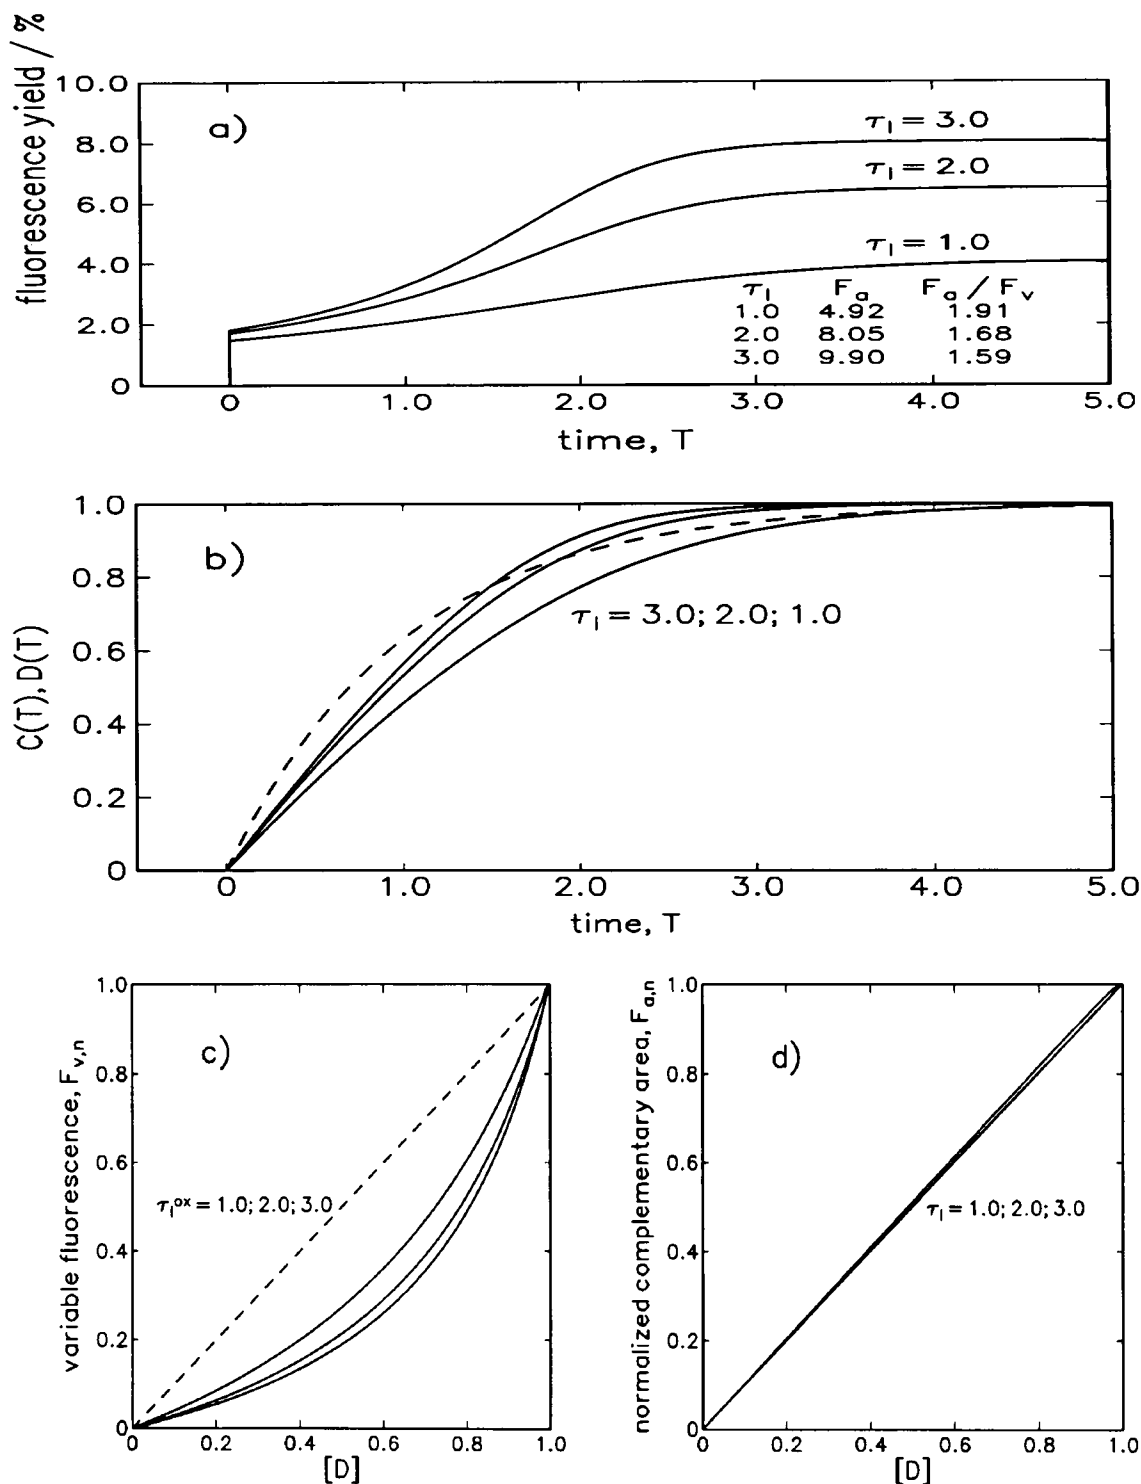 fluorescence yield / %
10.0
8.0
6.0
4.0
2.0
0
a)
τ₁ = 3.0
τ₁ = 2.0
τ₁ = 1.0
τ₁ Fₐ Fₐ / Fᵥ
1.0 4.92 1.91
2.0 8.05 1.68
3.0 9.90 1.59
0 1.0 2.0 3.0 4.0 5.0
time, T
C(T), D(T)
1.0
0.8
0.6
0.4
0.2
0
b)
τ₁ = 3.0; 2.0; 1.0
0 1.0 2.0 3.0 4.0 5.0
time, T
variable fluorescence, Fᵥ,ₙ
1.0
0.8
0.6
0.4
0.2
0
c)
τ₁ᵒˣ = 1.0; 2.0; 3.0
0 0.2 0.4 0.6 0.8 1.0
[D]
normalized complementary area, Fₐ,ₙ
1.0
0.8
0.6
0.4
0.2
0
d)
τ₁ = 1.0; 2.0; 3.0
0 0.2 0.4 0.6 0.8 1.0
[D]